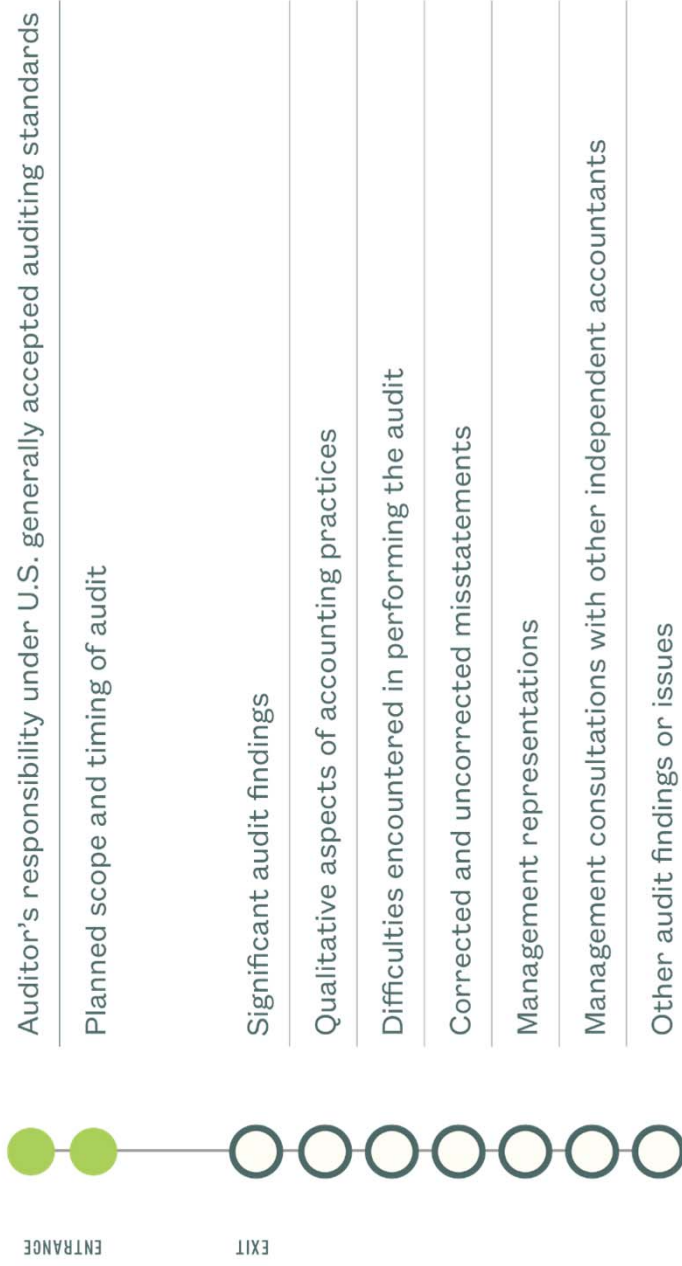 ENTRANCE
Auditor's responsibility under U.S. generally accepted auditing standards
Planned scope and timing of audit
EXIT
Significant audit findings
Qualitative aspects of accounting practices
Difficulties encountered in performing the audit
Corrected and uncorrected misstatements
Management representations
Management consultations with other independent accountants
Other audit findings or issues